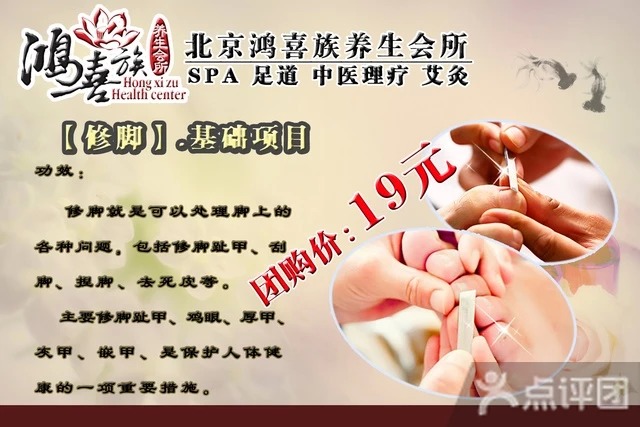 鸿喜族
养生会所
Hong xi zu
Health center
北京鸿喜族养生会所
SPA 足道 中医理疗 艾灸
【修脚】.基础项目
功效：
修脚就是可以处理脚上的
各种问题，包括修脚趾甲、刮
脚、捏脚、去死皮等。
主要修脚趾甲、鸡眼、厚甲、
灰甲、嵌甲、是保护人体健
康的一项重要措施。
团购价：19元
点评团